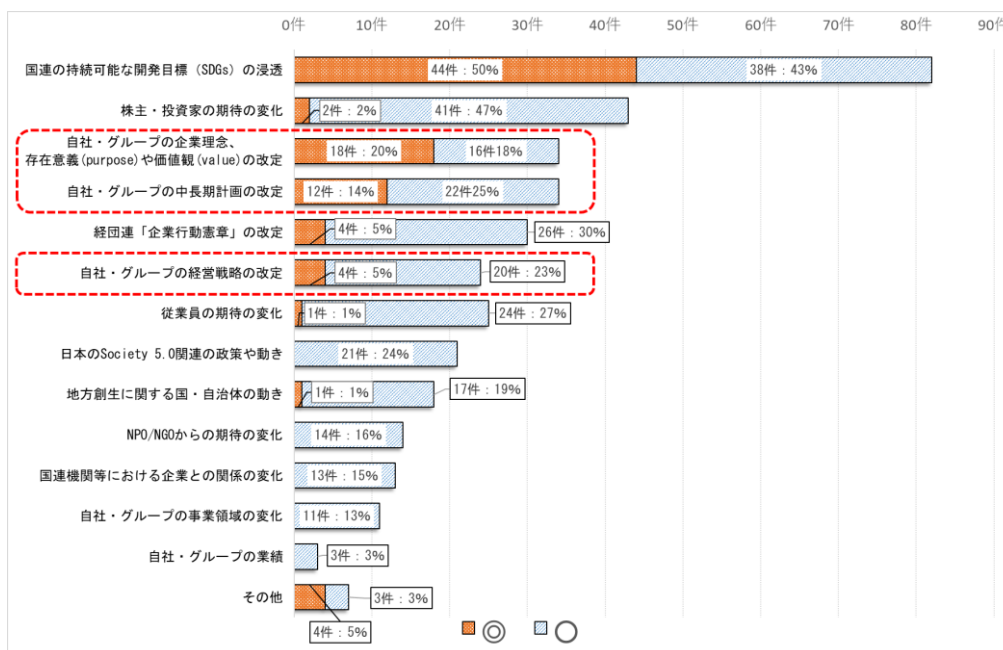 0件 10件 20件 30件 40件 50件 60件 70件 80件 90件
国連の持続可能な開発目標（SDGs）の浸透 44件：50% 38件：43%
株主・投資家の期待の変化 2件：2% 41件：47%
自社・グループの企業理念、
存在意義(purpose)や価値観(value)の改定 18件：20% 16件18%
自社・グループの中長期計画の改定 12件：14% 22件25%
経団連「企業行動憲章」の改定 4件：5% 26件：30%
自社・グループの経営戦略の改定 4件：5% 20件：23%
従業員の期待の変化 1件：1% 24件：27%
日本のSociety 5.0関連の政策や動き 21件：24%
地方創生に関する国・自治体の動き 1件：1% 17件：19%
NPO/NGOからの期待の変化 14件：16%
国連機関等における企業との関係の変化 13件：15%
自社・グループの事業領域の変化 11件：13%
自社・グループの業績 3件：3%
その他 3件：3%
4件：5%
◎ ○